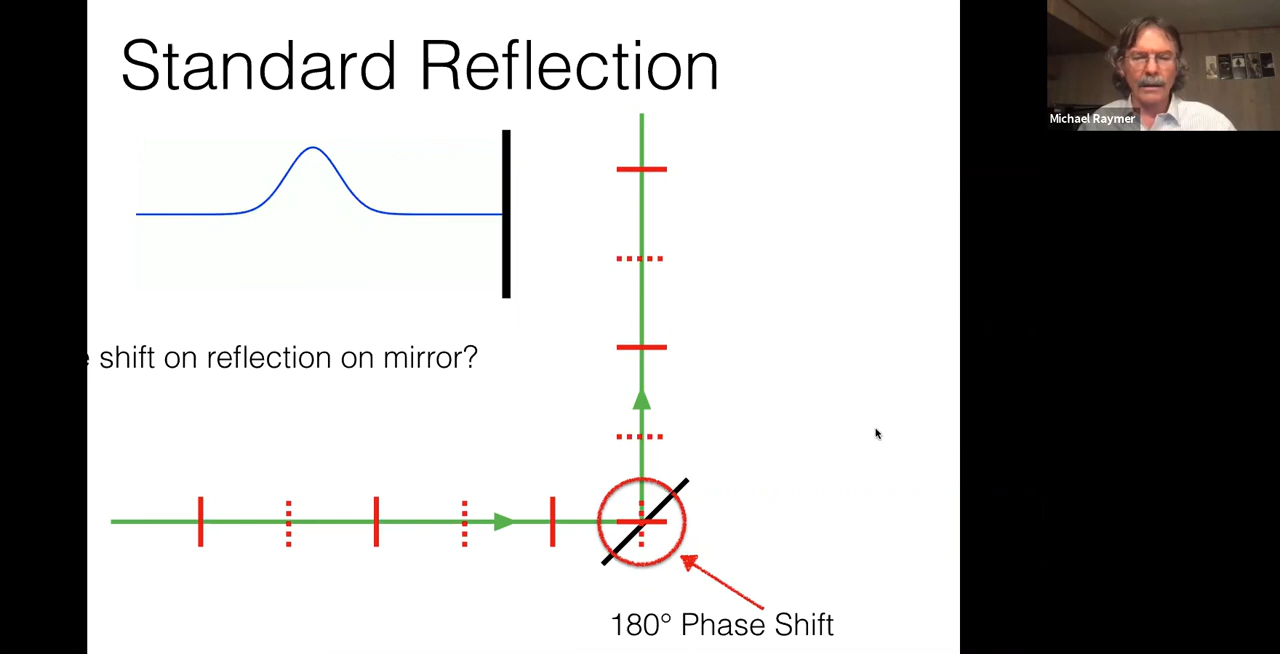 Standard Reflection
Michael Raymer
shift on reflection on mirror?
180° Phase Shift